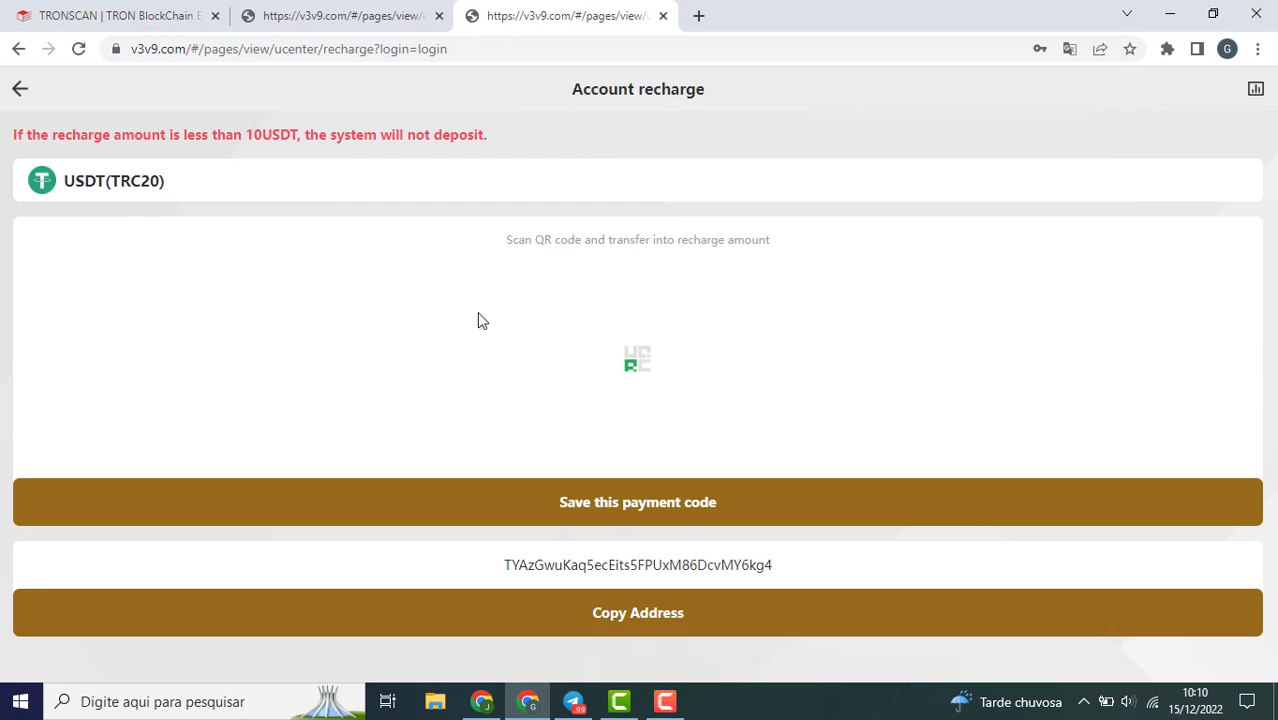 TRONSCAN | TRON BlockChain E
https://v3v9.com/#/pages/view/u
https://v3v9.com/#/pages/view/u
v3v9.com/#/pages/view/ucenter/recharge?login=login
G
Account recharge
If the recharge amount is less than 10USDT, the system will not deposit.
USDT(TRC20)
Scan QR code and transfer into recharge amount
Save this payment code
TYAzGwuKaq5ecEits5FPUxM86DcvMY6kg4
Copy Address
Digite aqui para pesquisar
J
G
99
C
C
Tarde chuvosa
10:10
15/12/2022